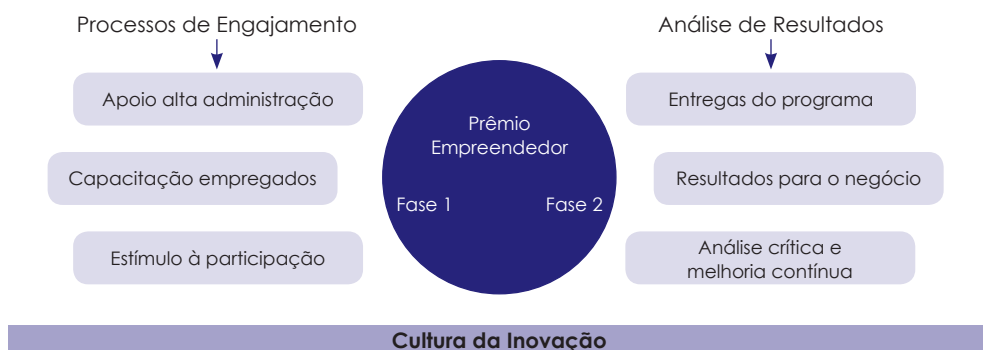 Processos de Engajamento
Apoio alta administração
Capacitação empregados
Estímulo à participação
Prêmio
Empreendedor
Fase 1
Fase 2
Análise de Resultados
Entregas do programa
Resultados para o negócio
Análise crítica e
melhoria contínua
Cultura da Inovação